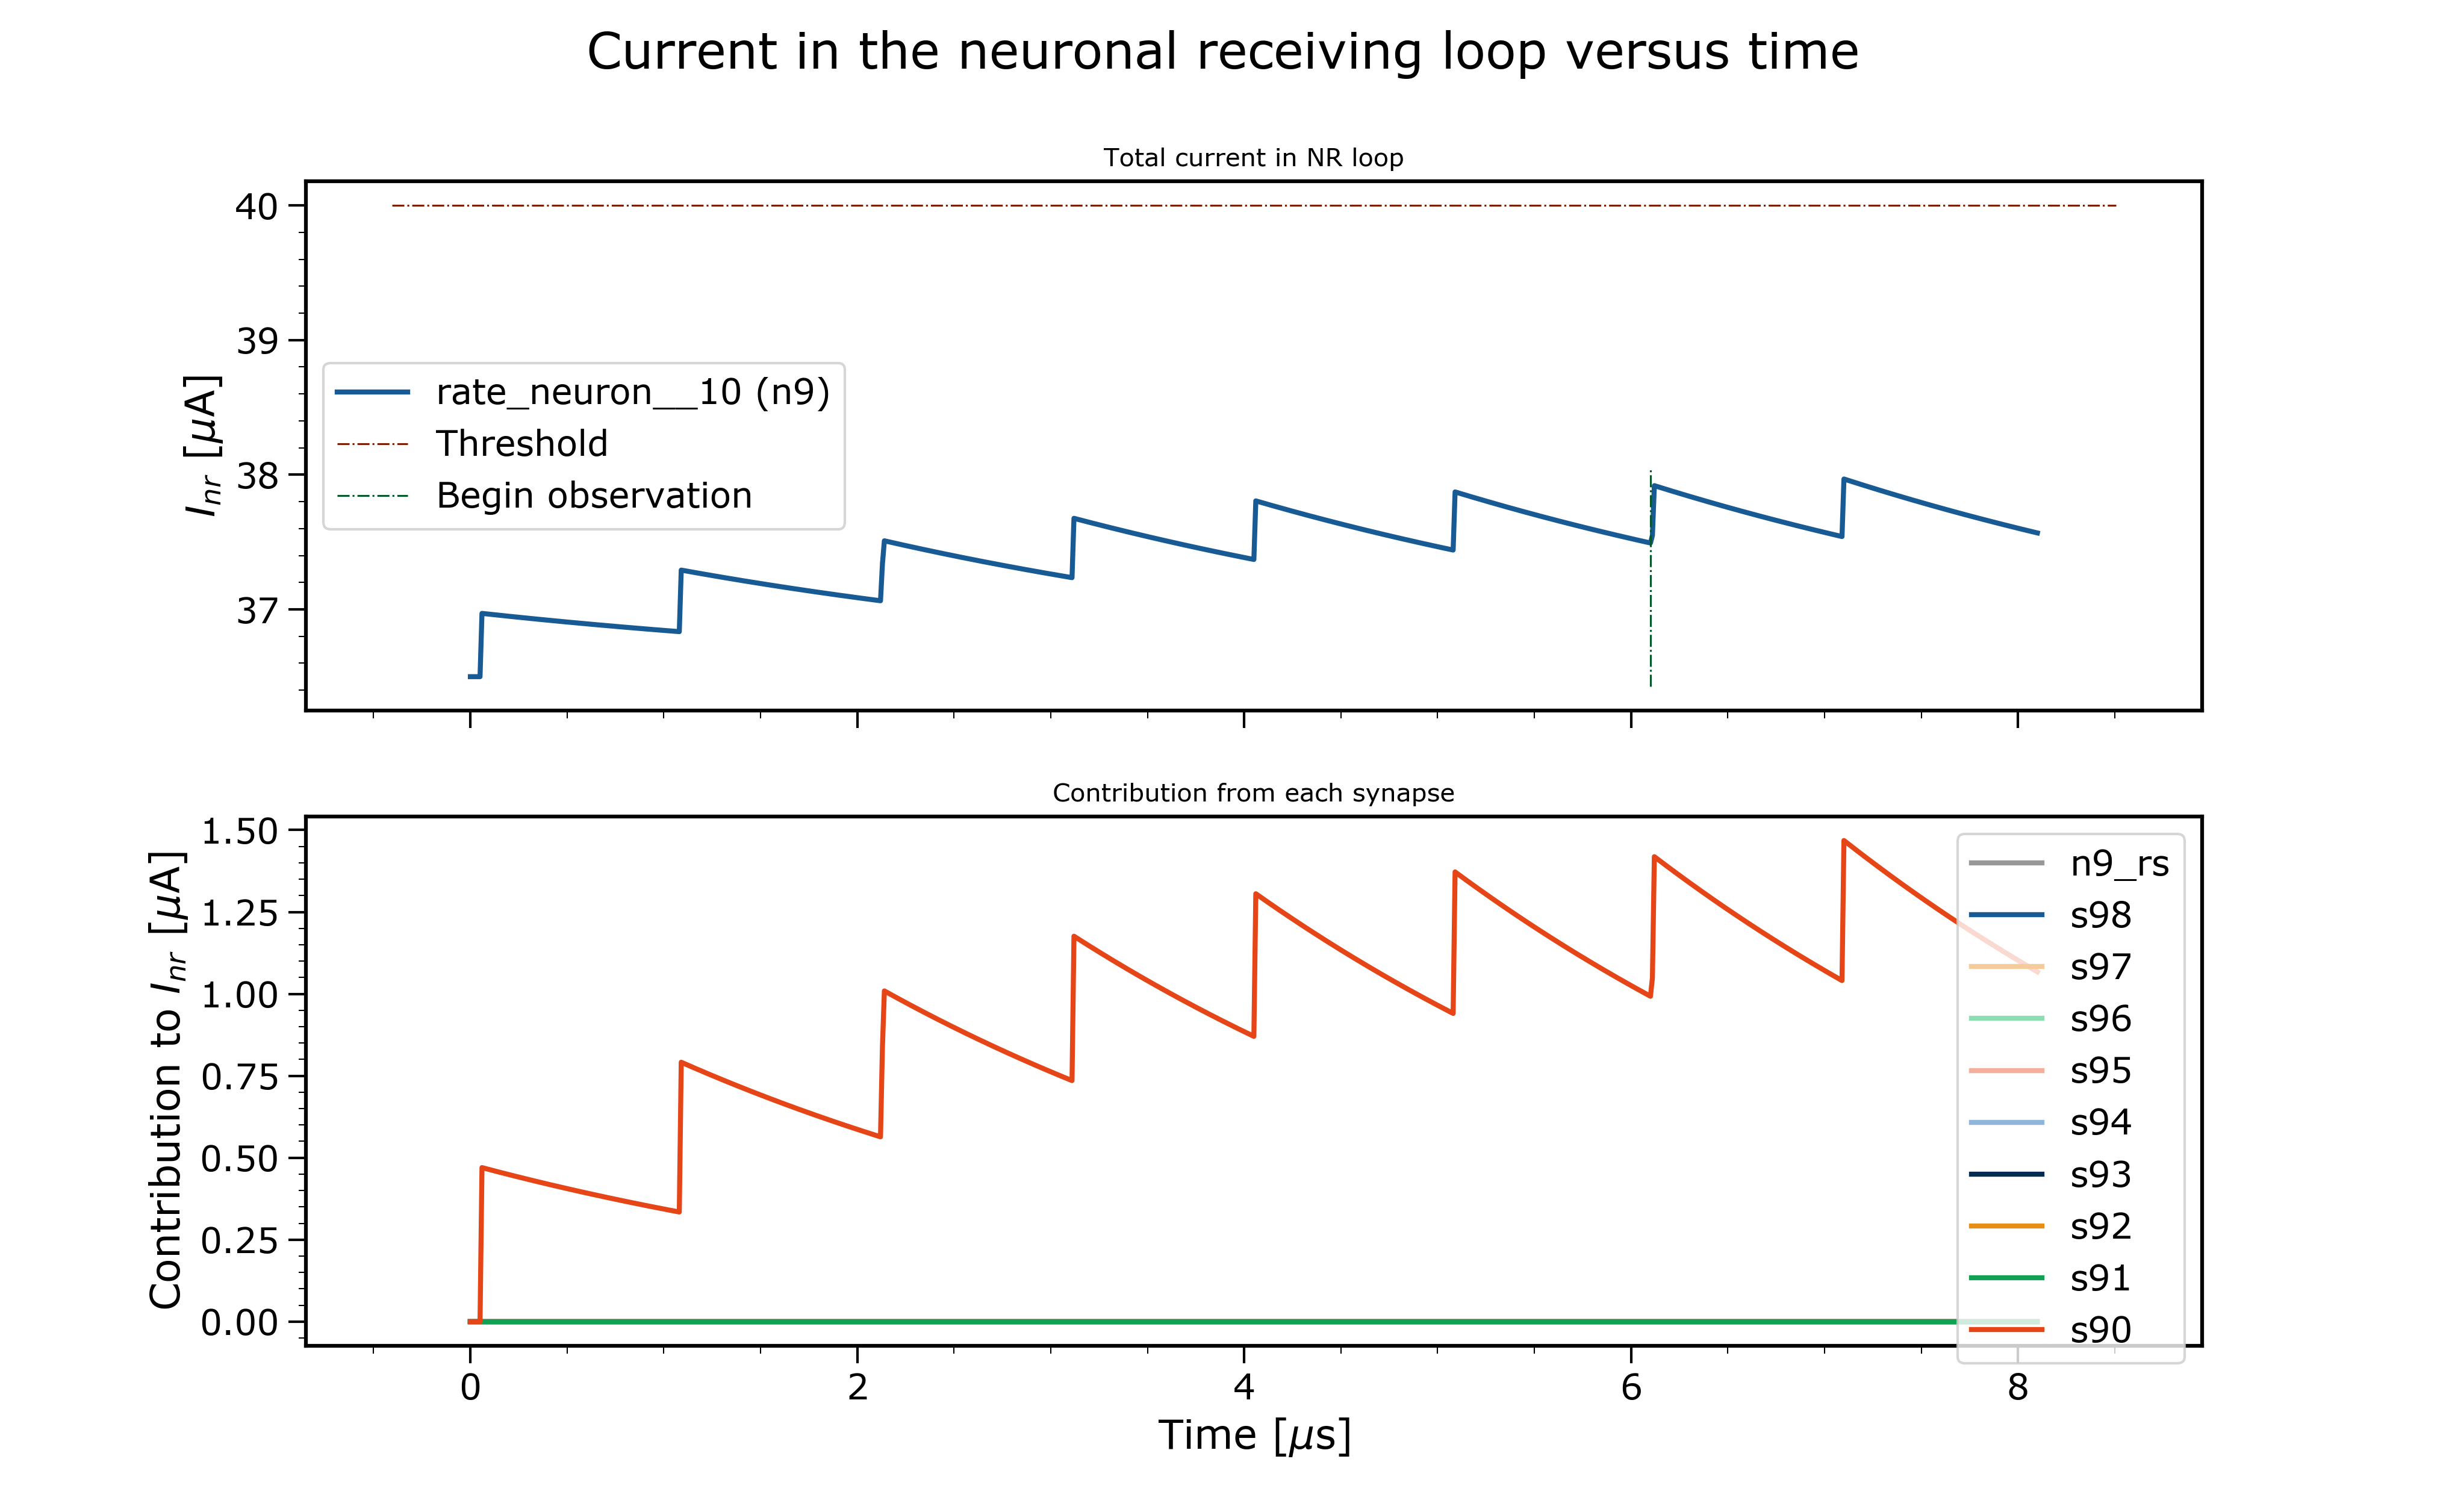 Current in the neuronal receiving loop versus time
Total current in NR loop
40
39
38
37
I_nr [μA]
rate_neuron__10 (n9)
Threshold
Begin observation
Contribution from each synapse
1.50
1.25
1.00
0.75
0.50
0.25
0.00
Contribution to I_nr [μA]
n9_rs
s98
s97
s96
s95
s94
s93
s92
s91
s90
0 2 4 6 8
Time [μs]